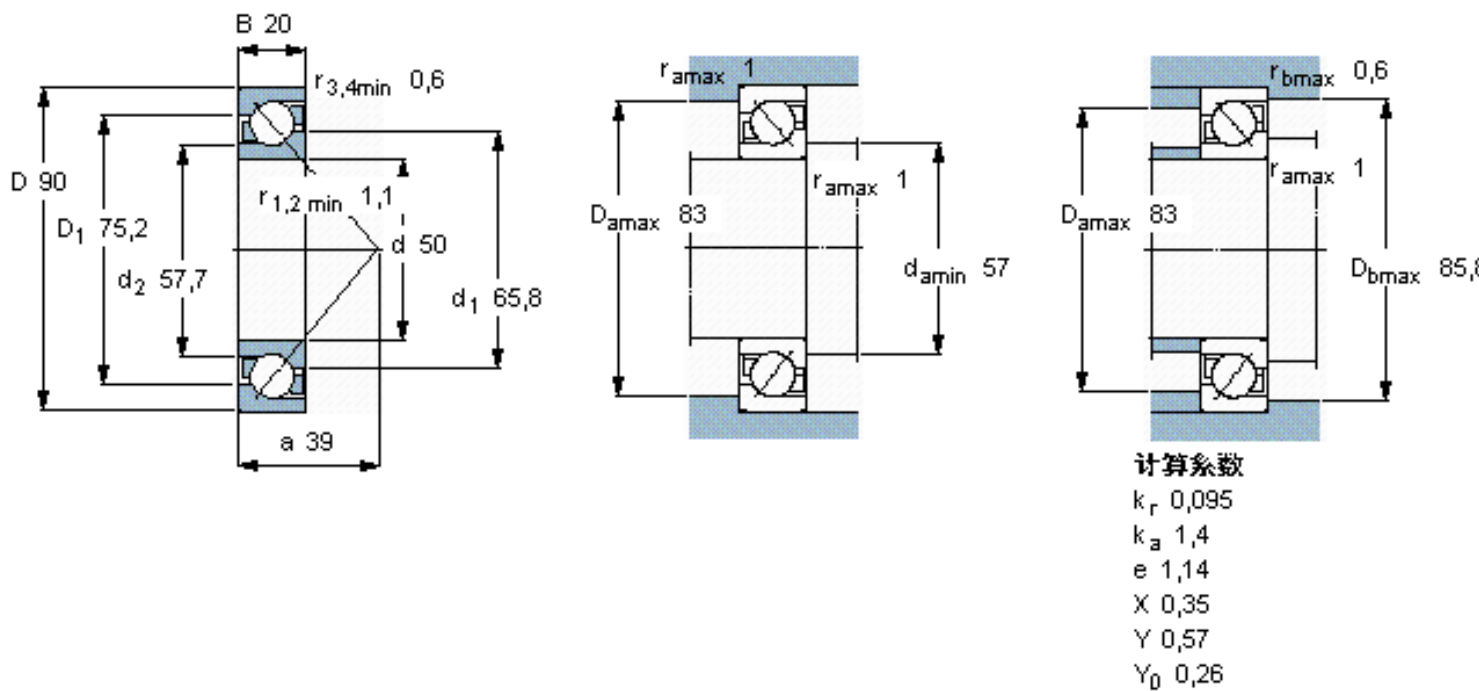 B 20
r3,4min 0,6
D 90
D1 75,2
r1,2 min 1,1
d 50
d2 57,7
d1 65,8
a 39
ramax 1
ramax 1
Damax 83
damin 57
rbmax 0,6
ramax 1
Damax 83
Dbmax 85,8
计算系数
kr 0,095
ka 1,4
e 1,14
X 0,35
Y 0,57
Y0 0,26